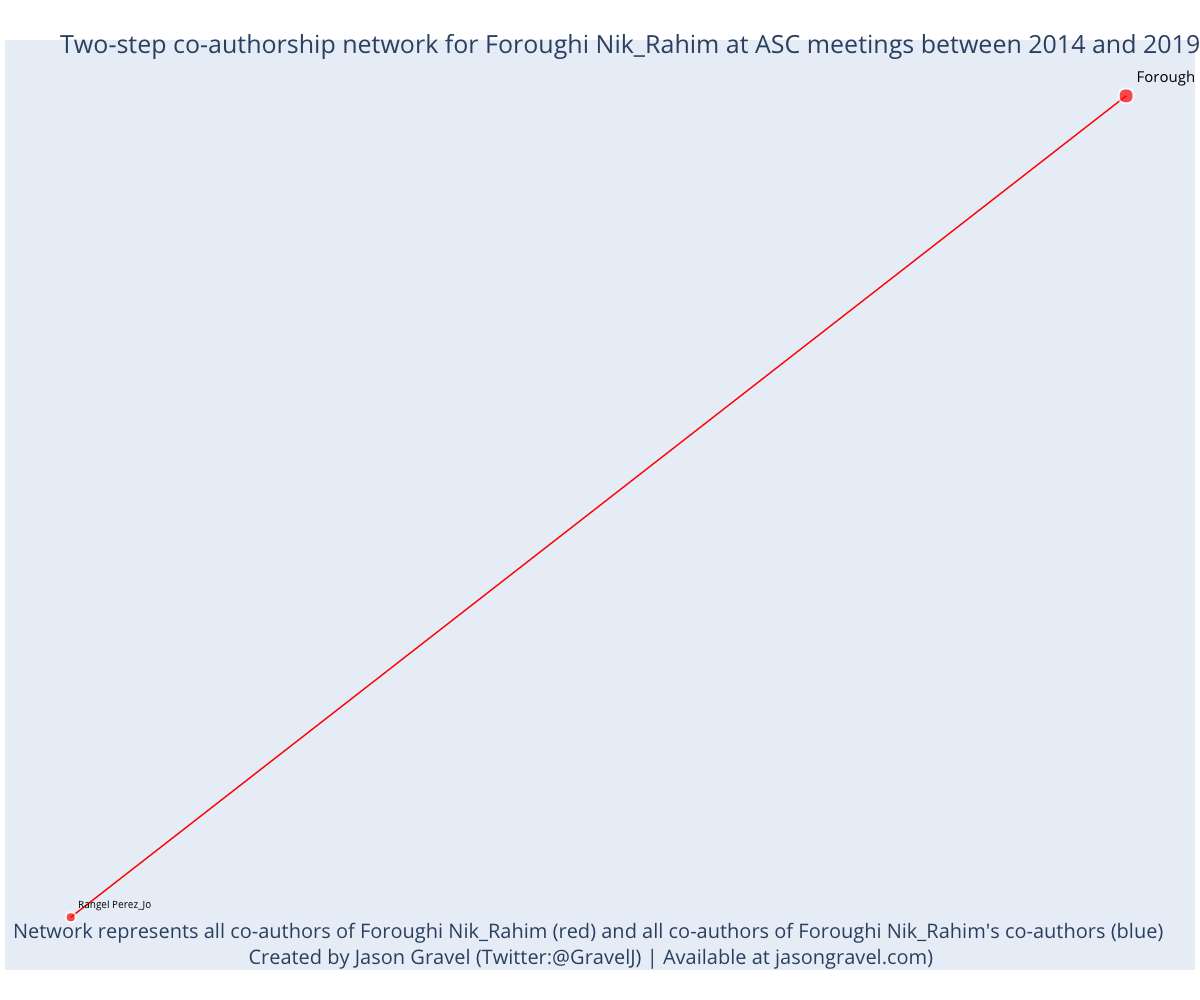 Two-step co-authorship network for Foroughi Nik_Rahim at ASC meetings between 2014 and 2019
Forough
Rangel Perez_Jo
Network represents all co-authors of Foroughi Nik_Rahim (red) and all co-authors of Foroughi Nik_Rahim's co-authors (blue)
Created by Jason Gravel (Twitter:@GravelJ) | Available at jasongravel.com)